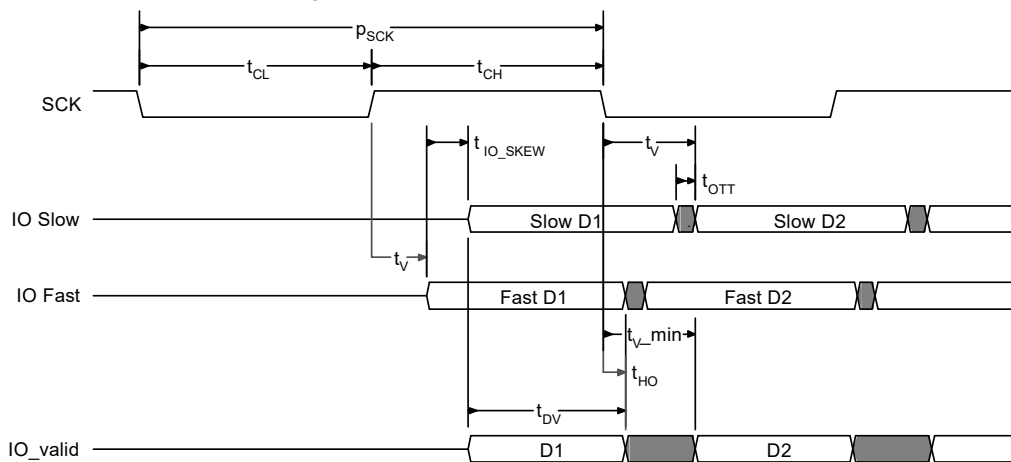 pSCK
tCL tCH
SCK
tIO_SKEW tV
tOTT
IO Slow Slow D1 Slow D2
tV
IO Fast Fast D1 Fast D2
tV_min
tHO
tDV
IO_valid D1 D2